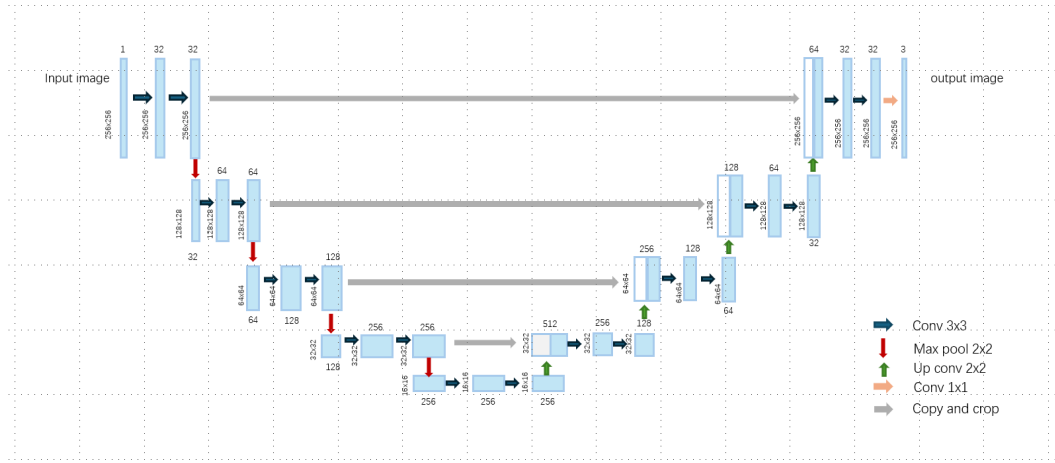 1
32
32
64
32
32
3
Input image
output image
256x256
256x256
256x256
256x256
256x256
256x256
256x256
64
64
128
64
128x128
128x128
128x128
128x128
128x128
128x128
32
32
128
256
128
64x64
64x64
64x64
64x64
64x64
64x64
64
128
64
256
256
512
256
128
32x32
32x32
32x32
32x32
32x32
32x32
128
16x16
16x16
16x16
256
256
256
Conv 3x3
Max pool 2x2
Up conv 2x2
Conv 1x1
Copy and crop